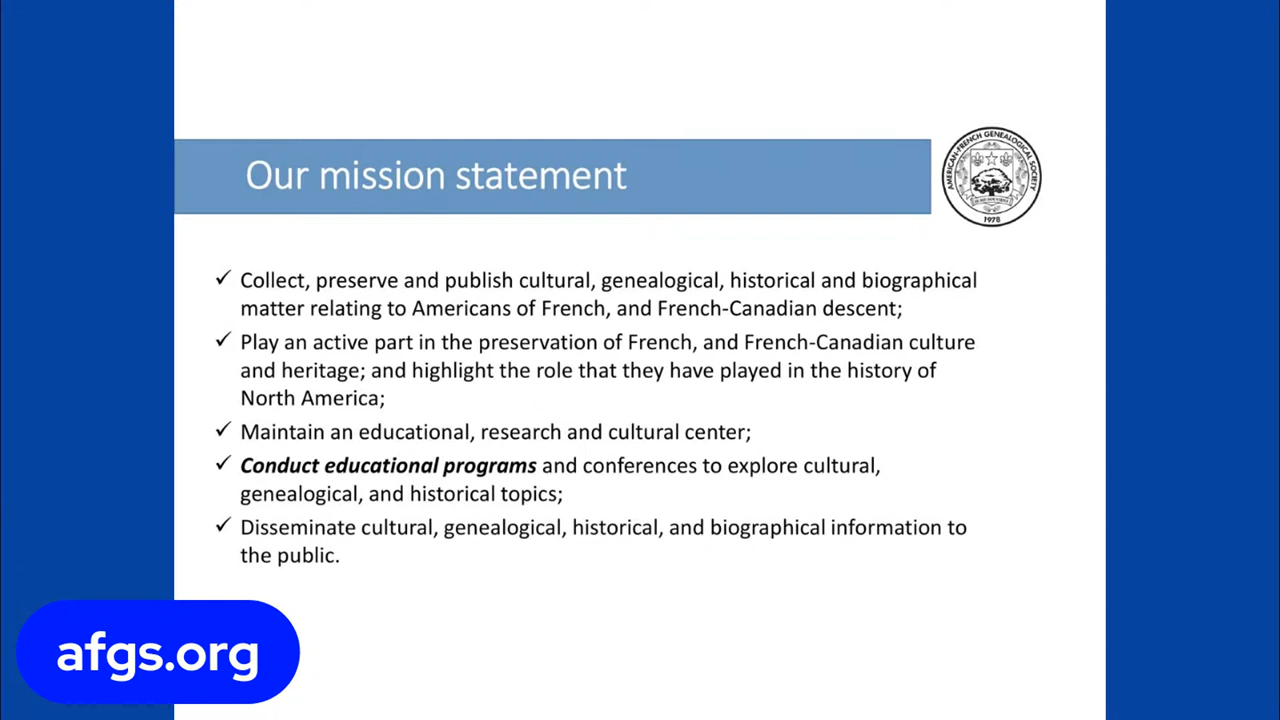 Our mission statement
AMERICAN-FRENCH GENEALOGICAL SOCIETY
1978
✓ Collect, preserve and publish cultural, genealogical, historical and biographical
matter relating to Americans of French, and French-Canadian descent;
✓ Play an active part in the preservation of French, and French-Canadian culture
and heritage; and highlight the role that they have played in the history of
North America;
✓ Maintain an educational, research and cultural center;
✓ Conduct educational programs and conferences to explore cultural,
genealogical, and historical topics;
✓ Disseminate cultural, genealogical, historical, and biographical information to
the public.
afgs.org